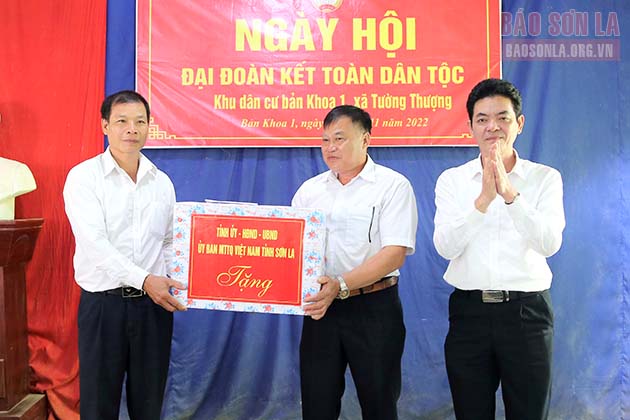 BÁO SƠN LA
BAOSONLA.ORG.VN
NGÀY HỘI
ĐẠI ĐOÀN KẾT TOÀN DÂN TỘC
Khu dân cư bản Khoa 1, xã Tường Thượng
Bản Khoa 1, ngày 11 năm 2022
TỈNH ỦY - HĐND - UBND
ỦY BAN MTTQ VIỆT NAM TỈNH SƠN LA
Tặng